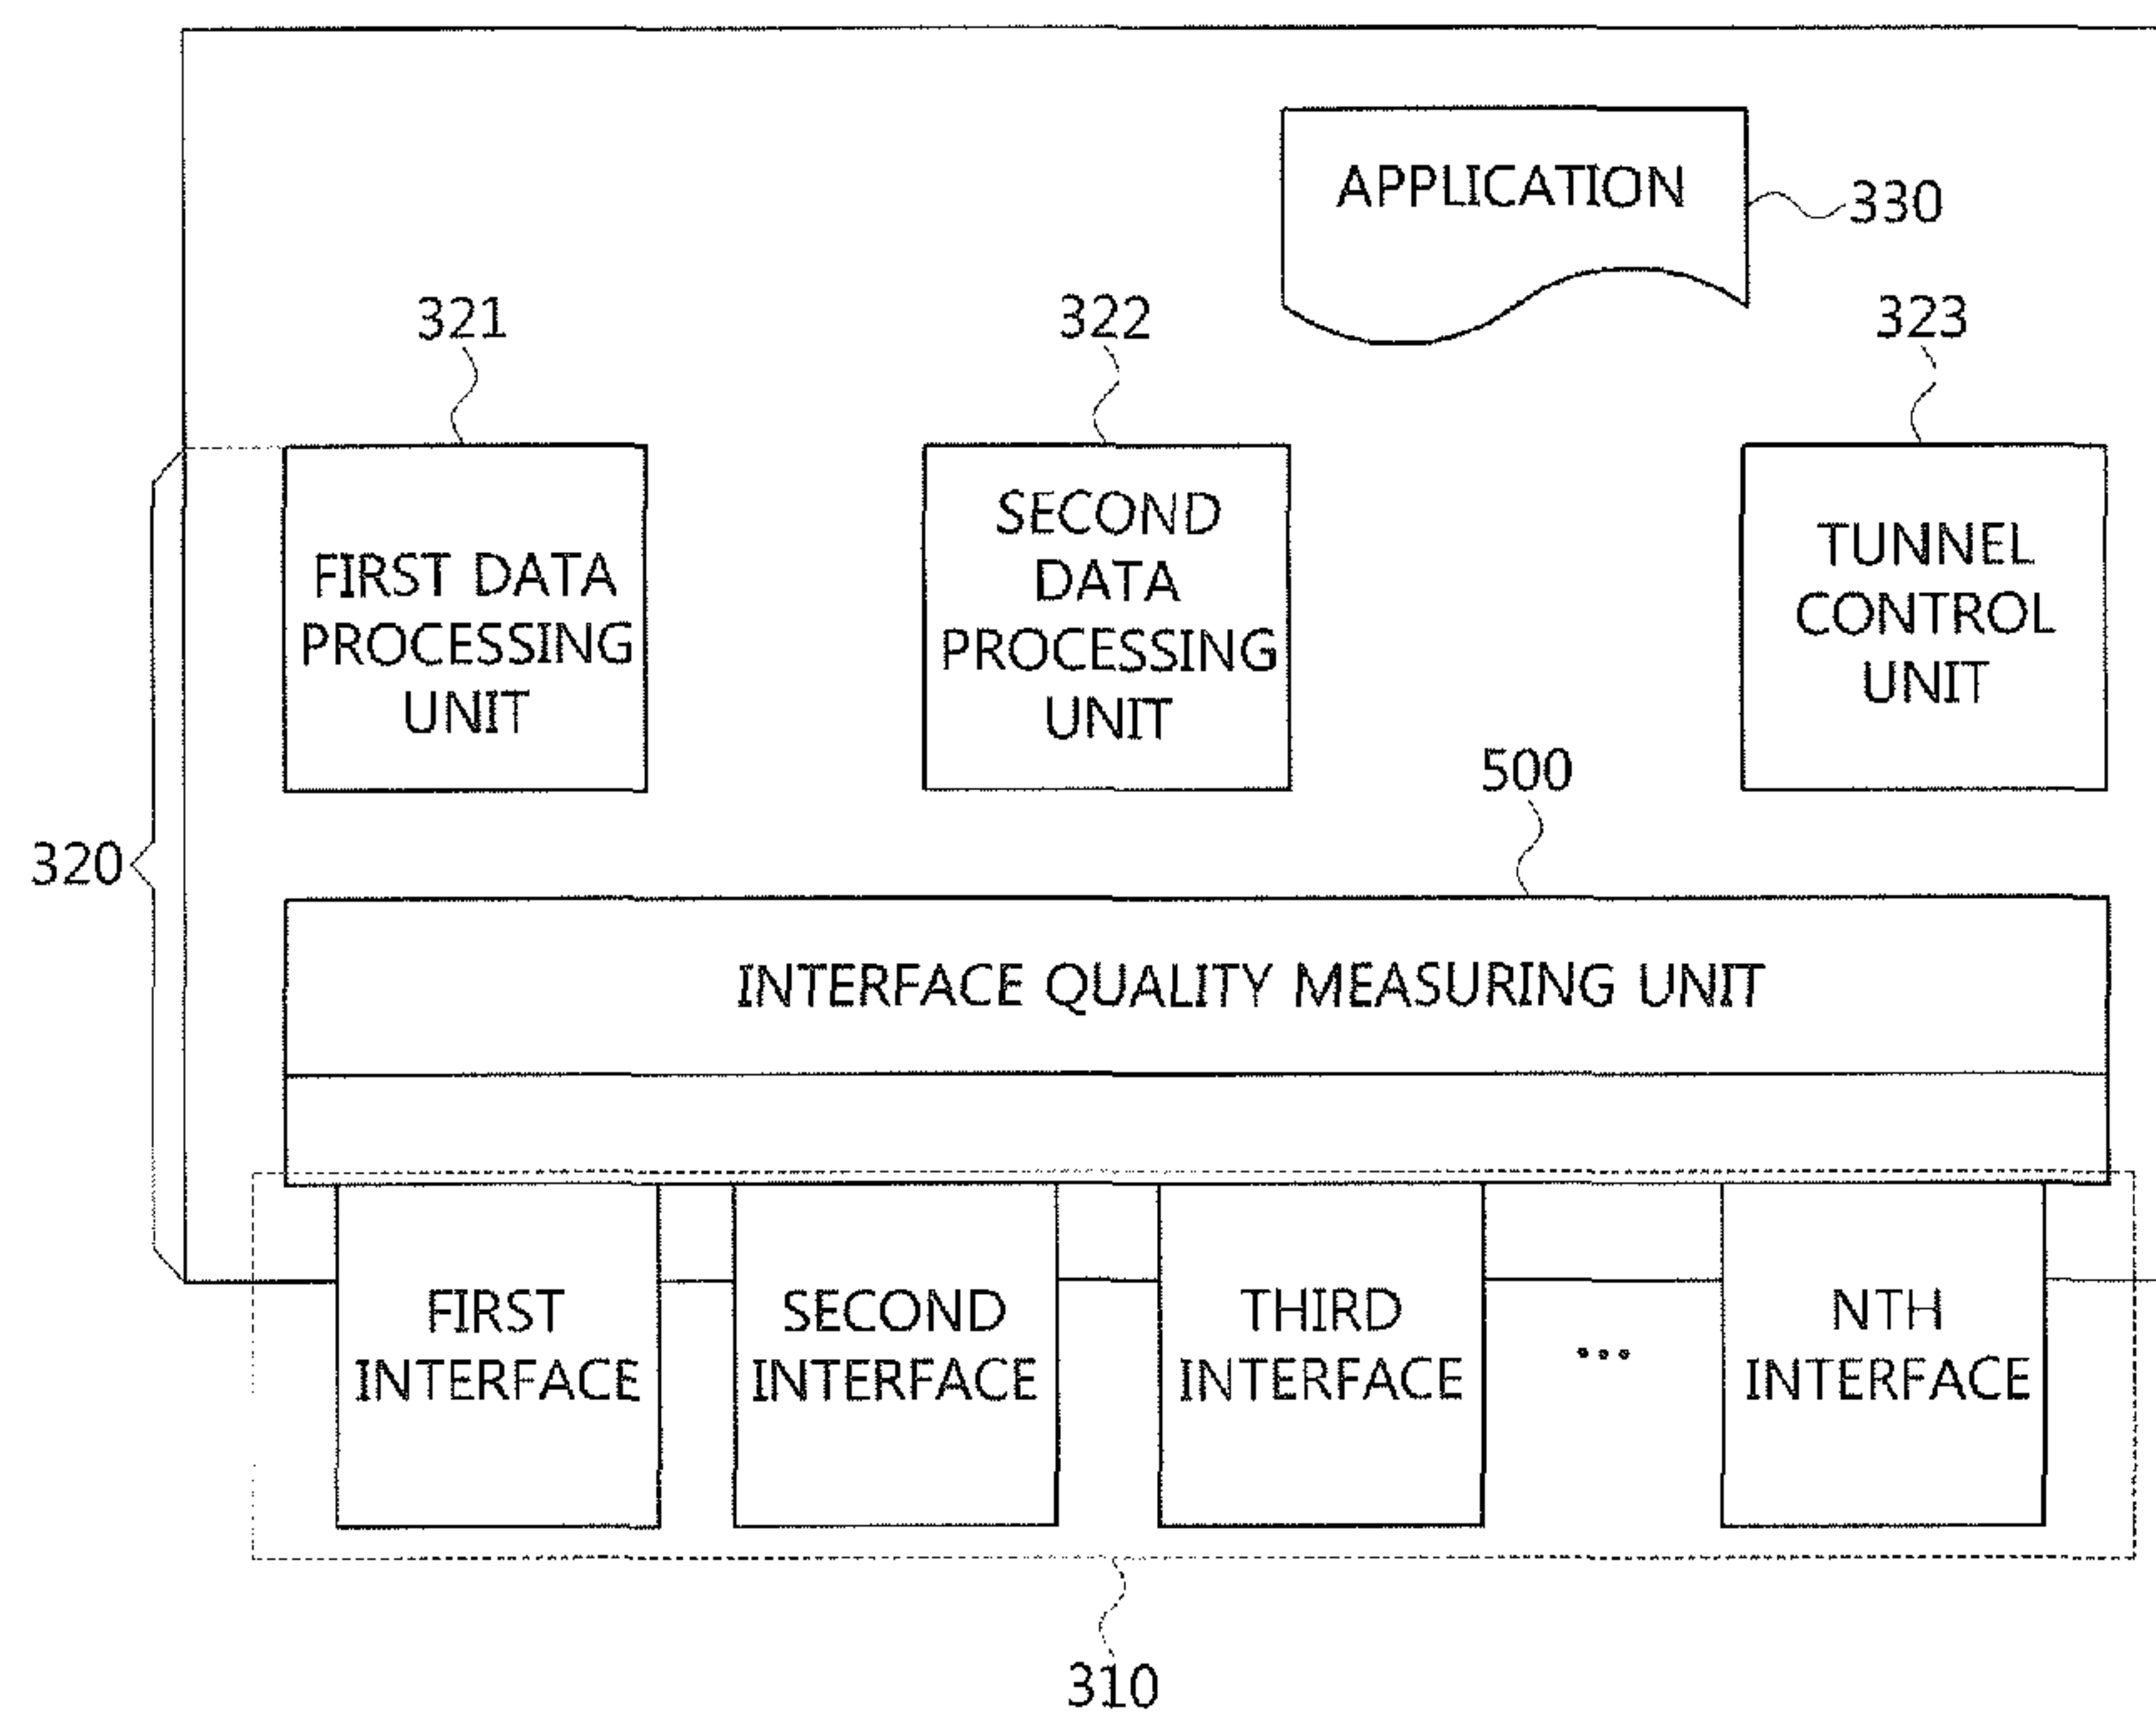 APPLICATION
330
321
322
323
FIRST DATA
PROCESSING
UNIT
SECOND
DATA
PROCESSING
UNIT
TUNNEL
CONTROL
UNIT
500
320
INTERFACE QUALITY MEASURING UNIT
FIRST
INTERFACE
SECOND
INTERFACE
THIRD
INTERFACE
...
NTH
INTERFACE
310